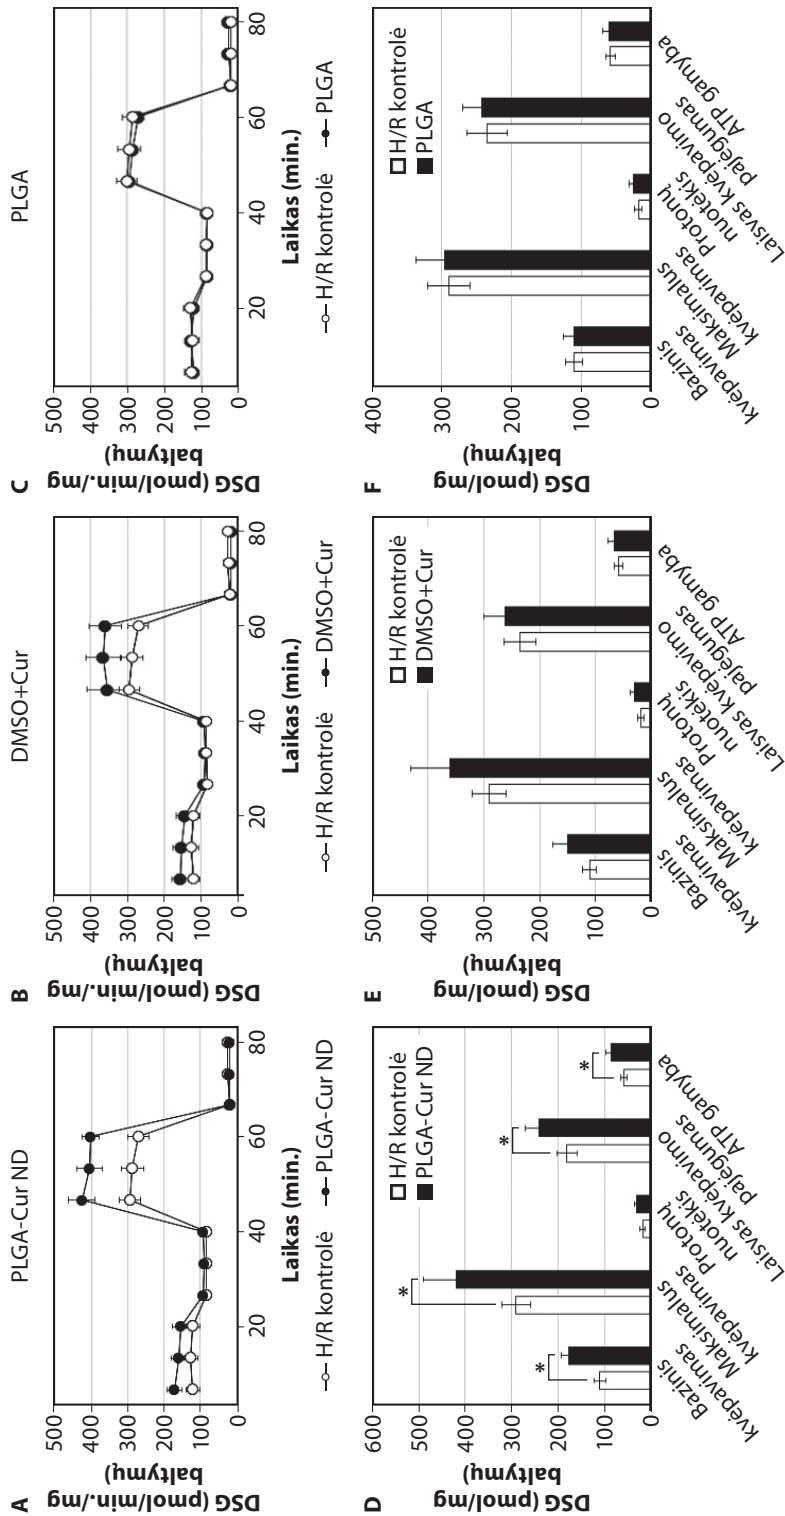 A
PLGA-Cur ND
DSG (pmol/min./mg
baltymų)
500
400
300
200
100
0
20
40
60
80
Laikas (min.)
H/R kontrolė
PLGA-Cur ND
B
DMSO+Cur
DSG (pmol/min./mg
baltymų)
500
400
300
200
100
0
20
40
60
80
Laikas (min.)
H/R kontrolė
DMSO+Cur
C
PLGA
DSG (pmol/min./mg
baltymų)
500
400
300
200
100
0
20
40
60
80
Laikas (min.)
H/R kontrolė
PLGA
D
DSG (pmol/mg
baltymų)
600
500
400
300
200
100
0
H/R kontrolė
PLGA-Cur ND
*
*
*
*
Bazinis
kvėpavimas
Maksimalus
kvėpavimas
Protonų
nuotėkis
Laisvas kvėpavimo
pajėgumas
ATP gamyba
E
DSG (pmol/mg
baltymų)
500
400
300
200
100
0
H/R kontrolė
DMSO+Cur
Bazinis
kvėpavimas
Maksimalus
kvėpavimas
Protonų
nuotėkis
Laisvas kvėpavimo
pajėgumas
ATP gamyba
F
DSG (pmol/mg
baltymų)
400
300
200
100
0
H/R kontrolė
PLGA
Bazinis
kvėpavimas
Maksimalus
kvėpavimas
Protonų
nuotėkis
Laisvas kvėpavimo
pajėgumas
ATP gamyba